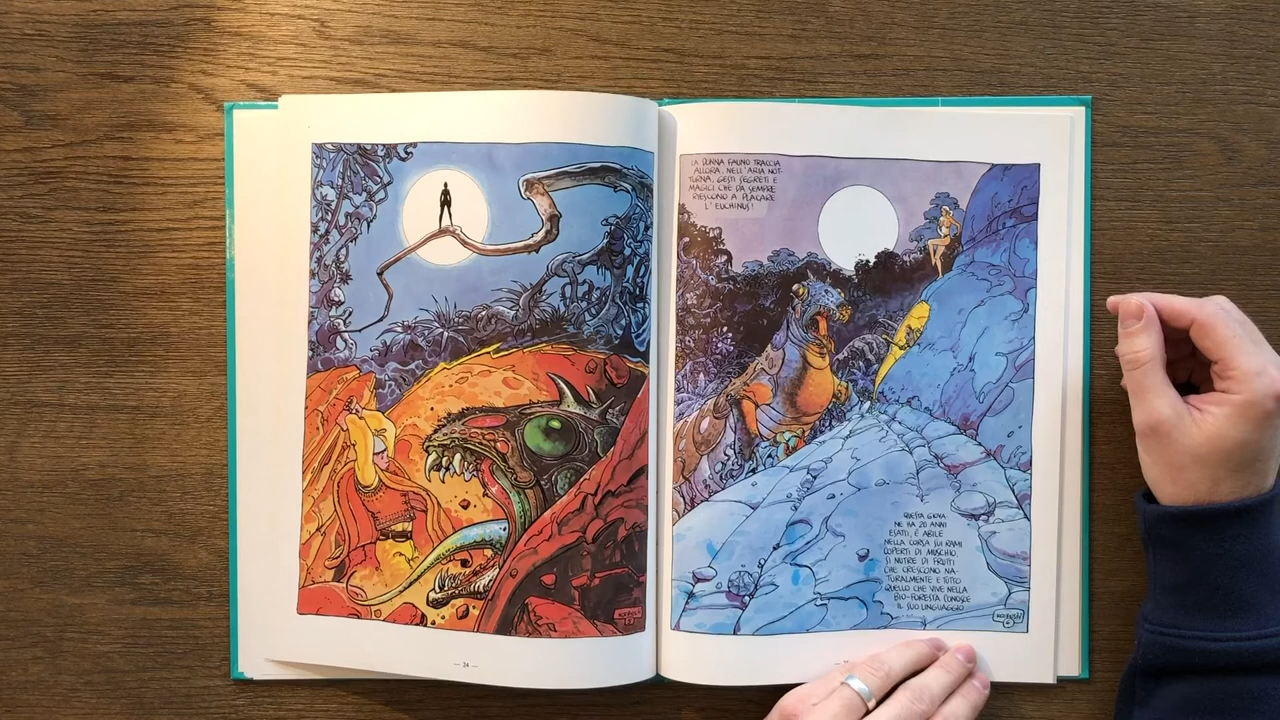 — 24 —
LA DONNA FAUNO TRACCIA
ALLORA, NELL'ARIA NOT-
TURNA, GESTI SEGRETI E
MAGICI CHE DA SEMPRE
RIESCONO A PLACARE
L'EUCHINUS!
QUESTA GIOVA-
NE HA 20 ANNI
ESATTI, È ABILE
NELLA CORSA SUI RAMI
COPERTI DI MUSCHIO.
SI NUTRE DI FRUTTI
CHE CRESCONO NA-
TURALMENTE E TUTTO
QUELLO CHE VIVE NELLA
BIO-FORESTA CONOSCE
IL SUO LINGUAGGIO